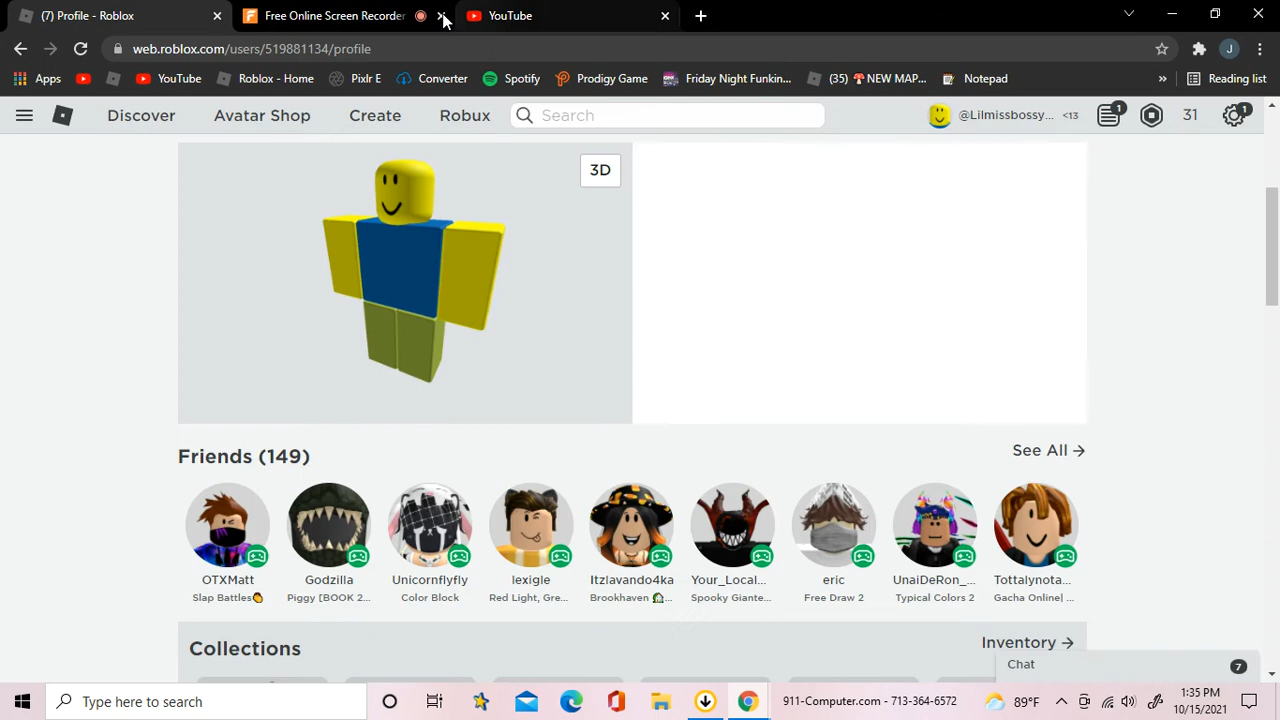 (7) Profile - Roblox
Free Online Screen Recorder
YouTube
web.roblox.com/users/519881134/profile
J
Apps
YouTube
Roblox - Home
Pixlr E
Converter
Spotify
Prodigy Game
Friday Night Funkin...
(35) 🍄NEW MAP...
Notepad
»
Reading list
Discover
Avatar Shop
Create
Robux
Search
@Lilmissbossy...
<13
1
31
1
3D
Friends (149)
See All
OTXMatt
Godzilla
Unicornflyfly
lexigle
Itzlavando4ka
Your_Local...
eric
UnaiDeRon_...
Tottalynota...
Slap Battles👏
Piggy [BOOK 2...
Color Block
Red Light, Gre...
Brookhaven 🏡...
Spooky Giante...
Free Draw 2
Typical Colors 2
Gacha Online| ...
Collections
Inventory
Chat
7
Type here to search
911-Computer.com - 713-364-6572
89°F
1:35 PM
10/15/2021